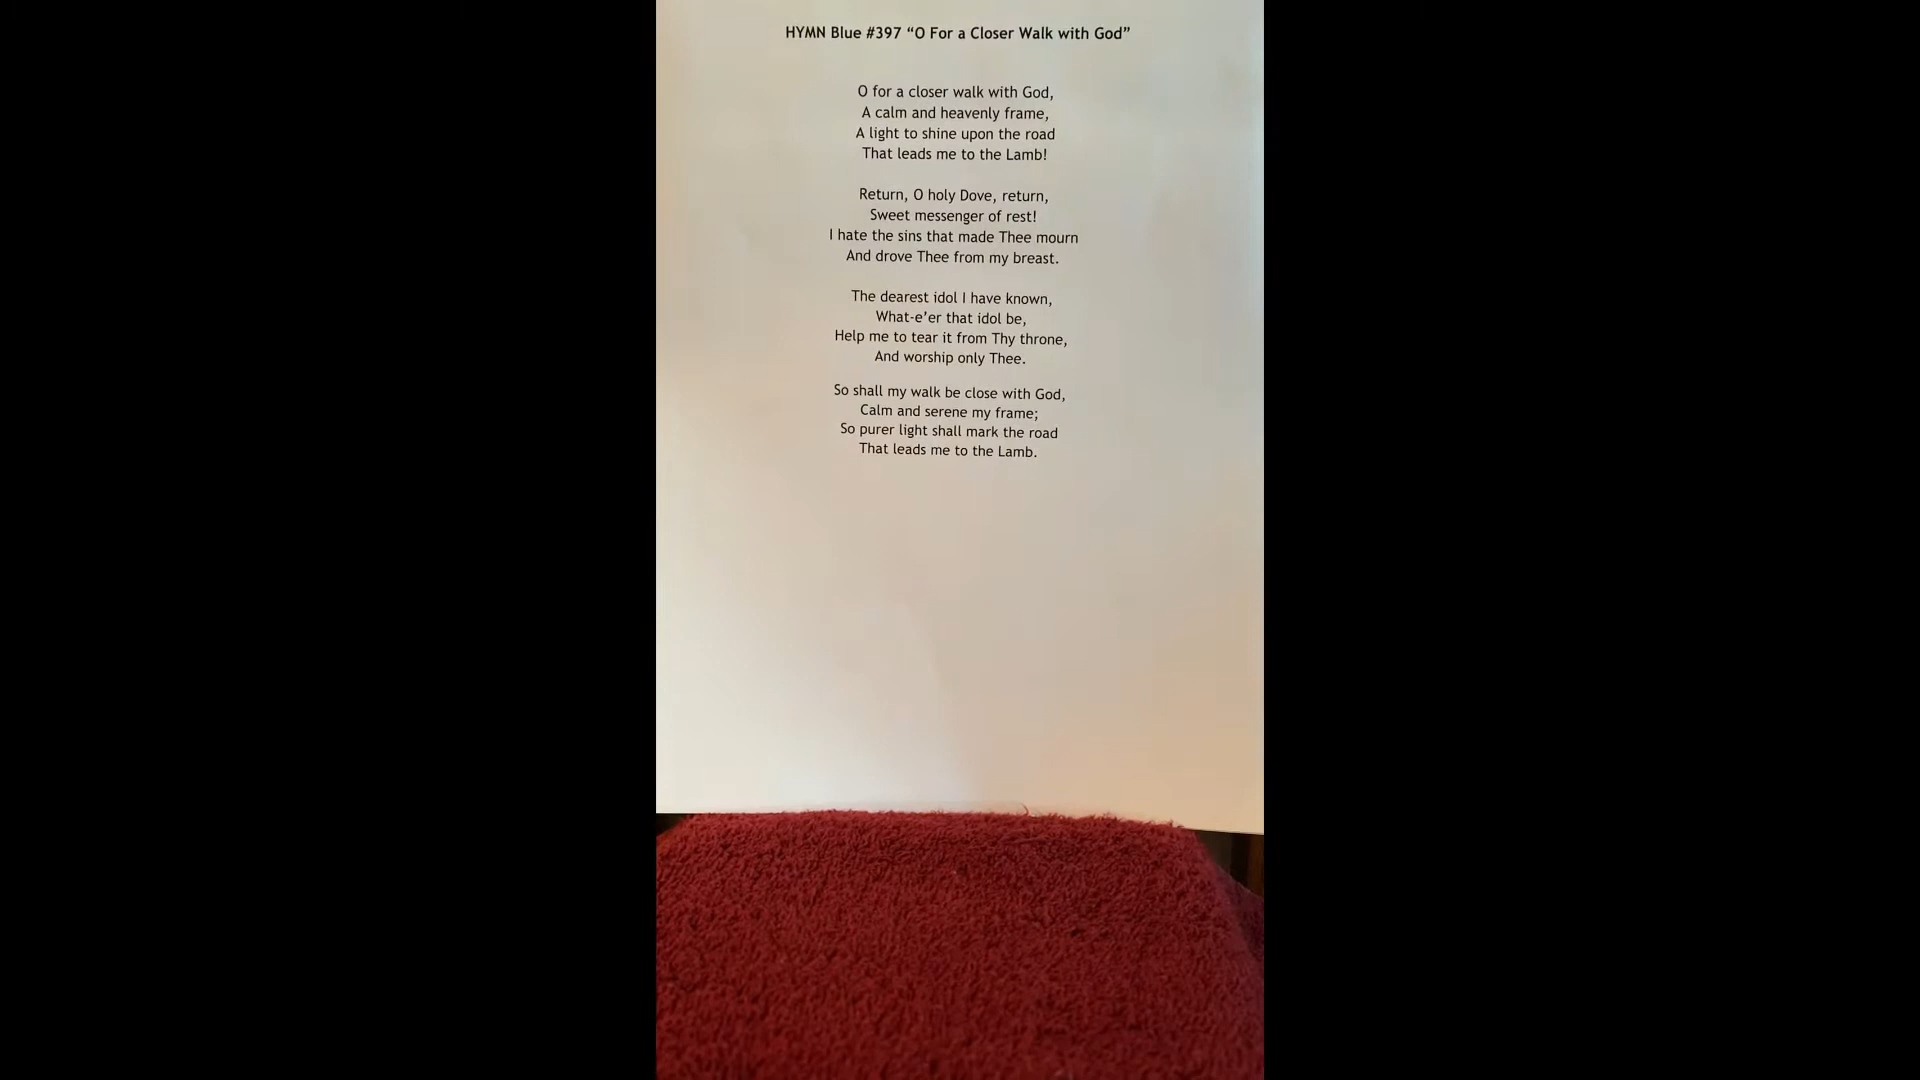 HYMN Blue #397 “O For a Closer Walk with God”
O for a closer walk with God,
A calm and heavenly frame,
A light to shine upon the road
That leads me to the Lamb!
Return, O holy Dove, return,
Sweet messenger of rest!
I hate the sins that made Thee mourn
And drove Thee from my breast.
The dearest idol I have known,
What-e’er that idol be,
Help me to tear it from Thy throne,
And worship only Thee.
So shall my walk be close with God,
Calm and serene my frame;
So purer light shall mark the road
That leads me to the Lamb.